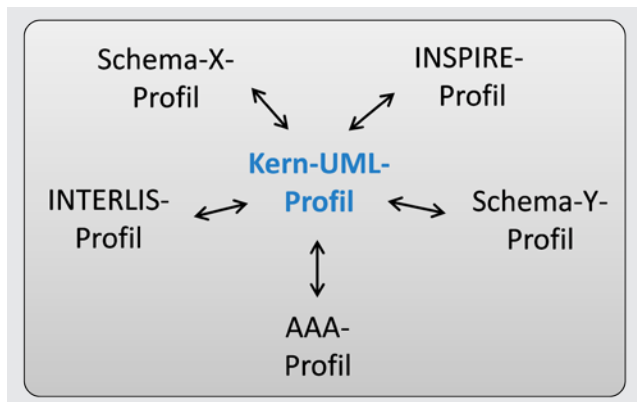 Schema-X-
Profil
INSPIRE-
Profil
Kern-UML-
Profil
INTERLIS-
Profil
Schema-Y-
Profil
AAA-
Profil